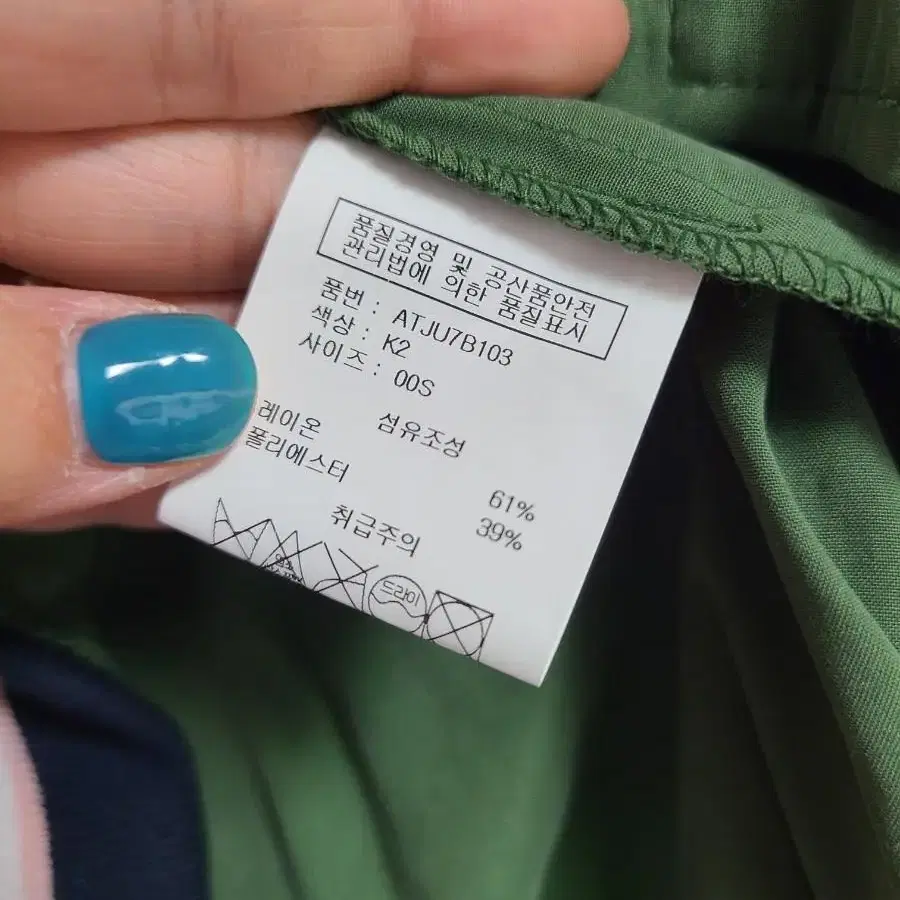 품질경영 및 공산품안전
관리법에 의한 품질표시
품번 : ATJU7B103
색상 : K2
사이즈 : 00S
섬유조성
레이온 61%
폴리에스터 39%
취급주의
드라이